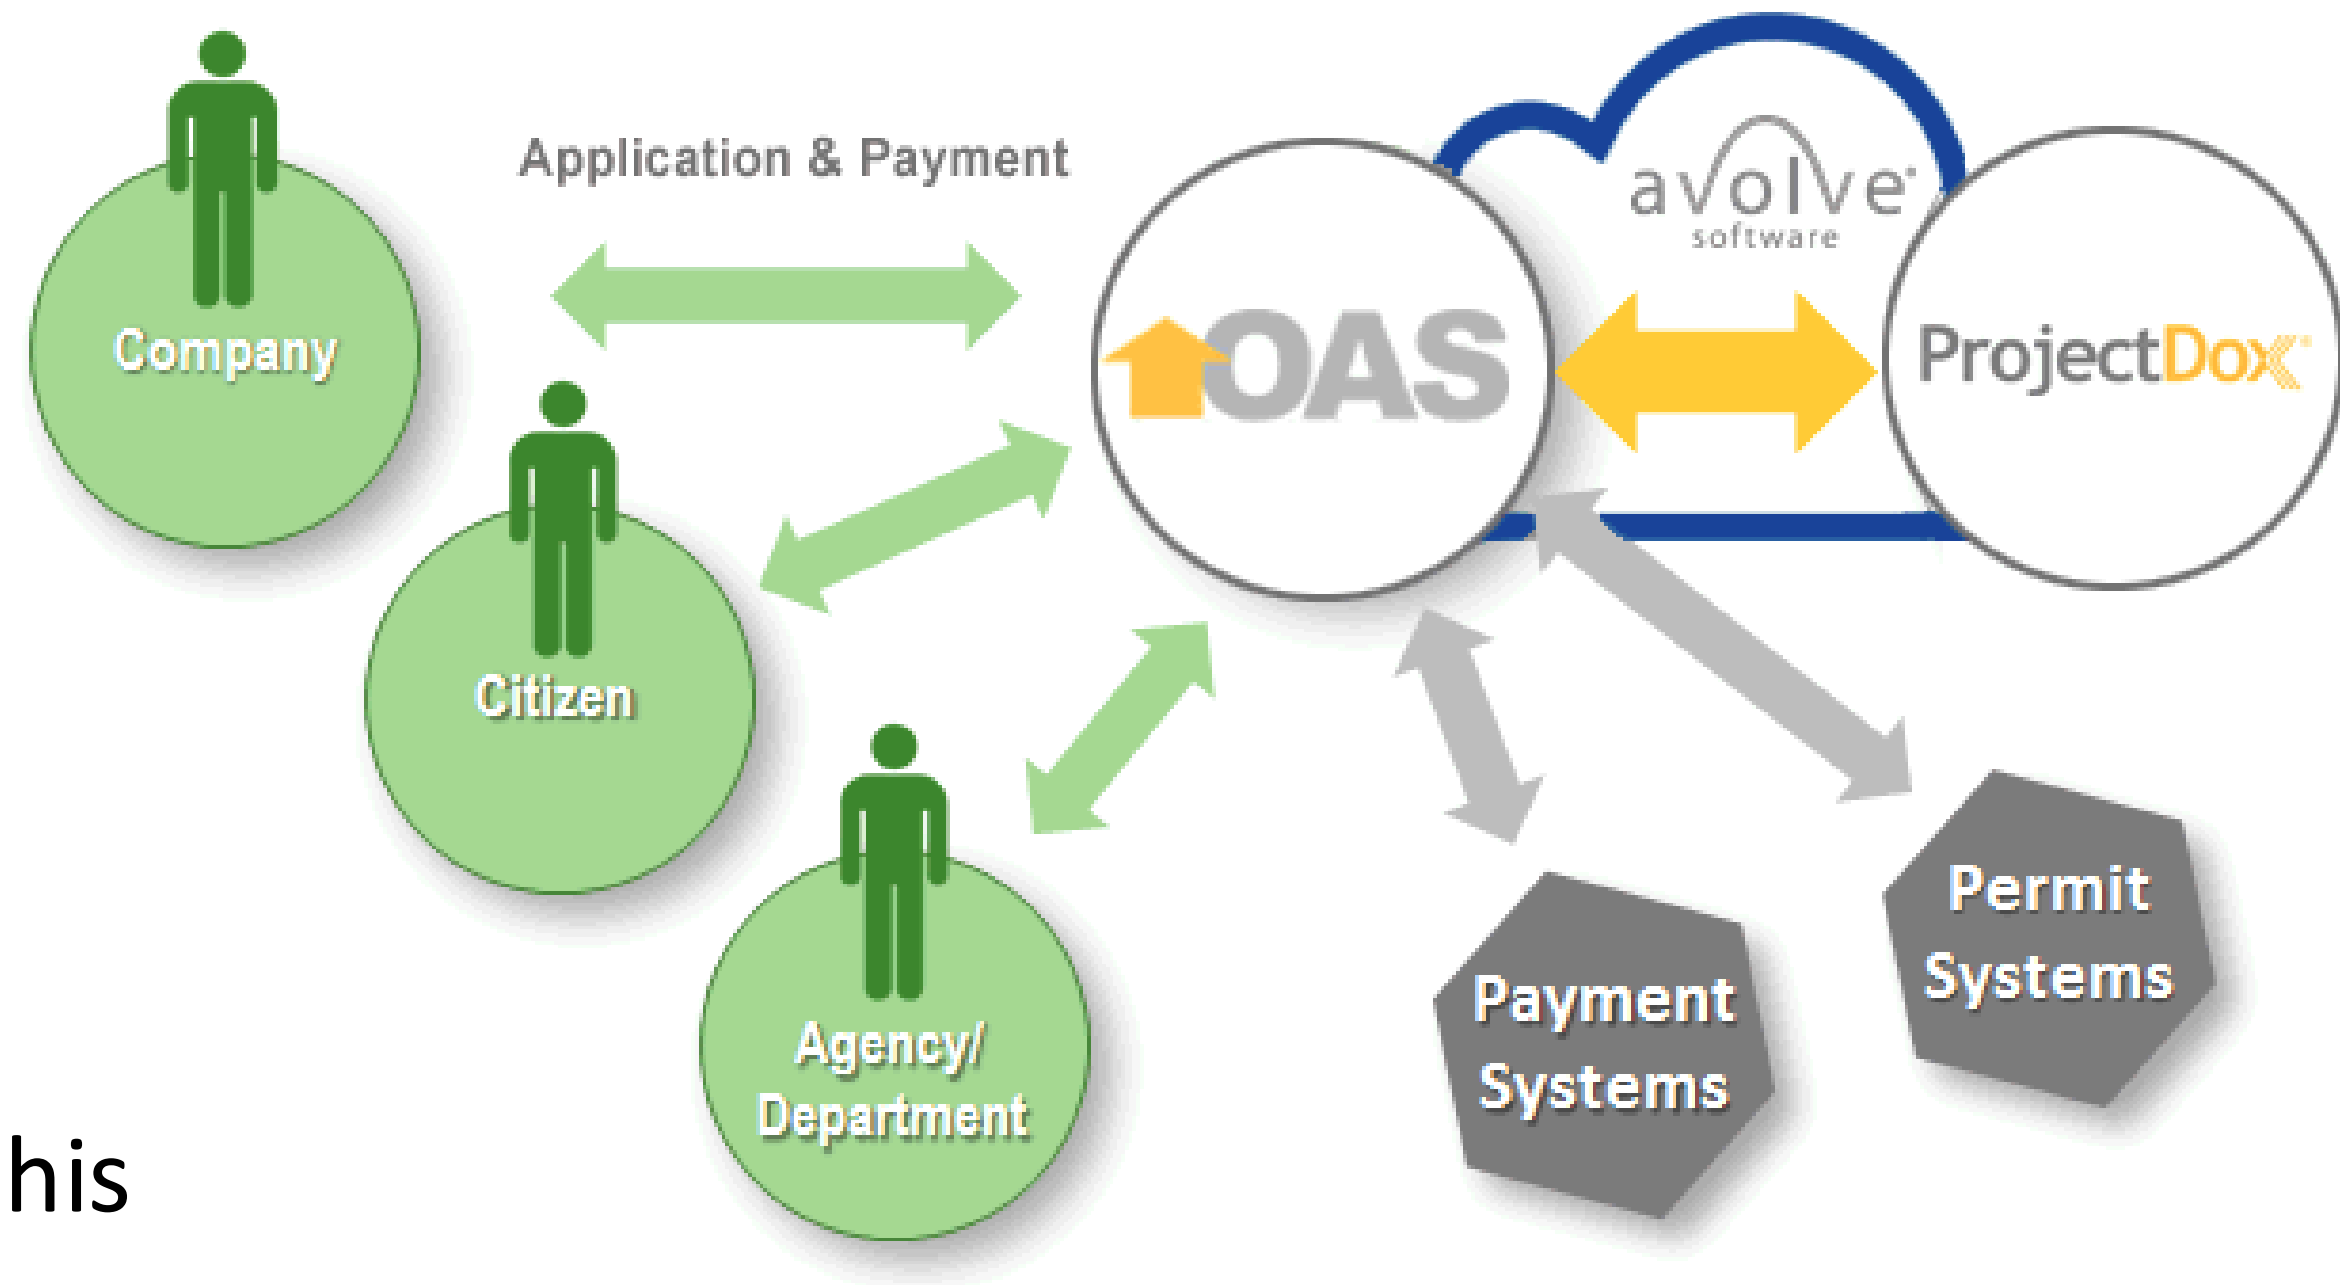 Application & Payment
avolve
software
Company
OAS
ProjectDox
Citizen
Permit
Systems
Payment
Systems
Agency/
Department
his